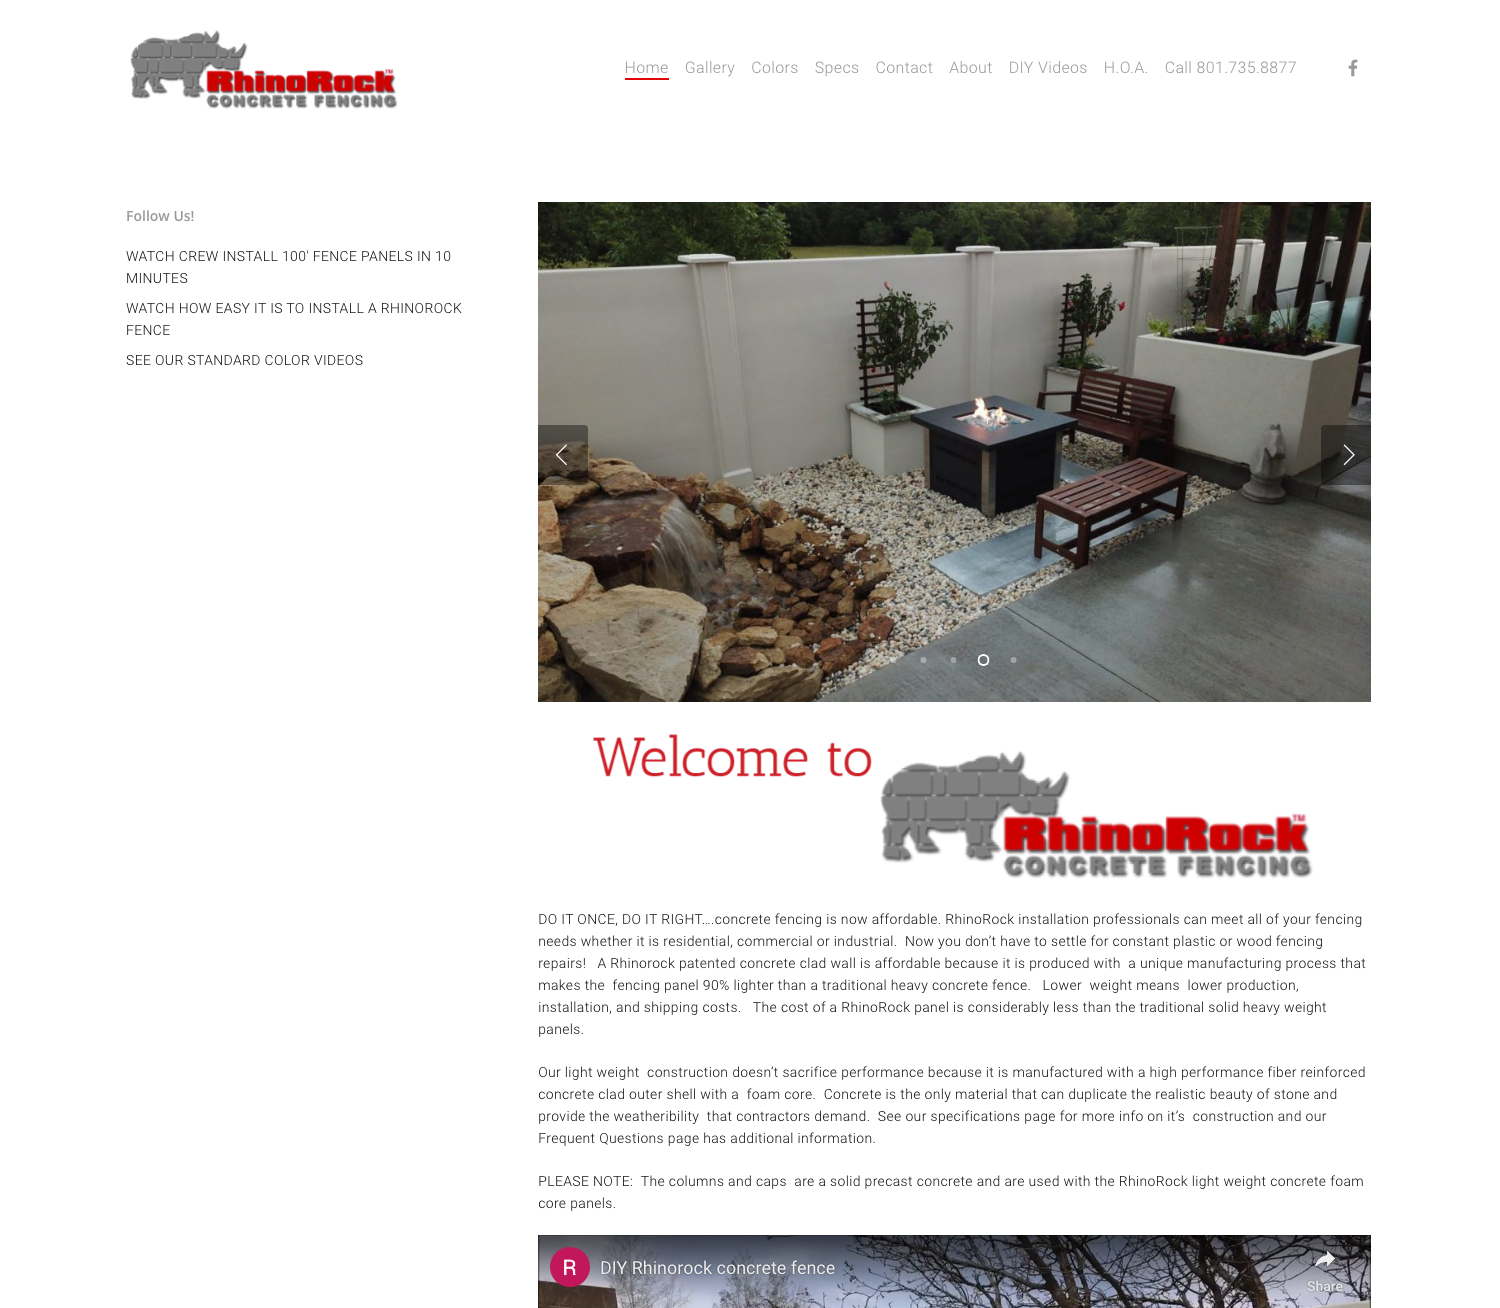 RhinoRock™
CONCRETE FENCING
Home Gallery Colors Specs Contact About DIY Videos H.O.A. Call 801.735.8877
Follow Us!
WATCH CREW INSTALL 100' FENCE PANELS IN 10
MINUTES
WATCH HOW EASY IT IS TO INSTALL A RHINOROCK
FENCE
SEE OUR STANDARD COLOR VIDEOS
Welcome to
RhinoRock™
CONCRETE FENCING
DO IT ONCE, DO IT RIGHT….concrete fencing is now affordable. RhinoRock installation professionals can meet all of your fencing
needs whether it is residential, commercial or industrial.  Now you don't have to settle for constant plastic or wood fencing
repairs!   A Rhinorock patented concrete clad wall is affordable because it is produced with  a unique manufacturing process that
makes the  fencing panel 90% lighter than a traditional heavy concrete fence.   Lower  weight means  lower production,
installation, and shipping costs.   The cost of a RhinoRock panel is considerably less than the traditional solid heavy weight
panels.
Our light weight  construction doesn't sacrifice performance because it is manufactured with a high performance fiber reinforced
concrete clad outer shell with a  foam core.  Concrete is the only material that can duplicate the realistic beauty of stone and
provide the weatheribility  that contractors demand.  See our specifications page for more info on it's  construction and our
Frequent Questions page has additional information.
PLEASE NOTE:  The columns and caps  are a solid precast concrete and are used with the RhinoRock light weight concrete foam
core panels.
R DIY Rhinorock concrete fence
Share